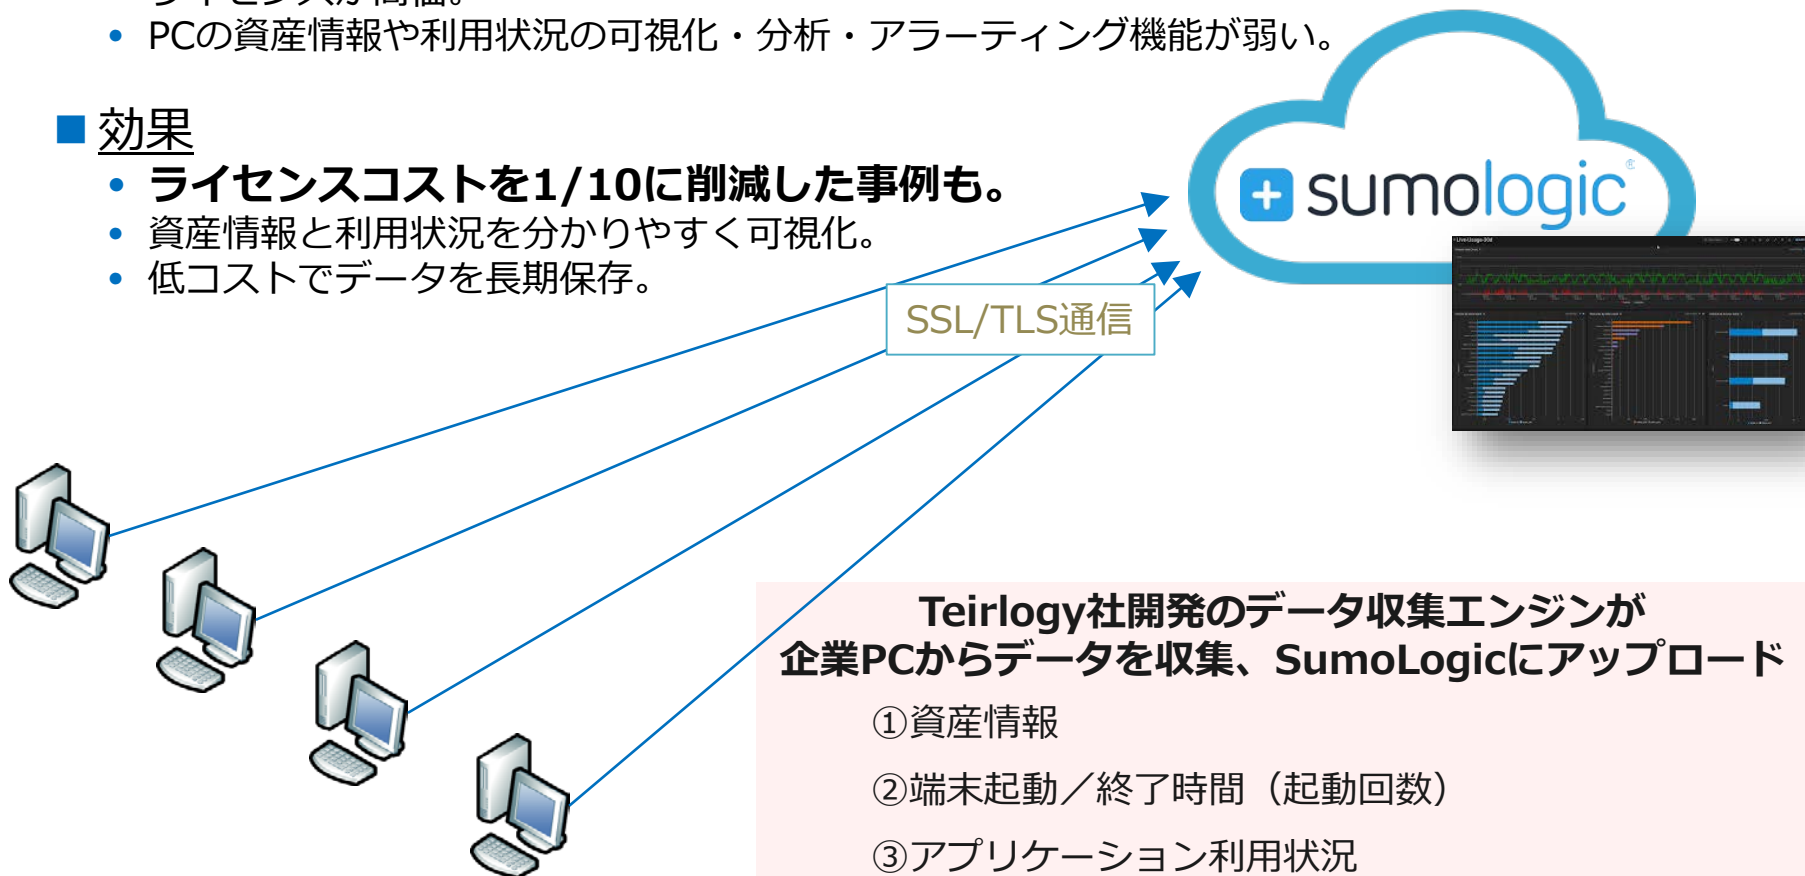 ライセンスが高価。
• PCの資産情報や利用状況の可視化・分析・アラーティング機能が弱い。
■ 効果
• ライセンスコストを1/10に削減した事例も。
• 資産情報と利用状況を分かりやすく可視化。
• 低コストでデータを長期保存。
+ sumologic®
SSL/TLS通信
Teirlogy社開発のデータ収集エンジンが
企業PCからデータを収集、SumoLogicにアップロード
①資産情報
②端末起動／終了時間（起動回数）
③アプリケーション利用状況